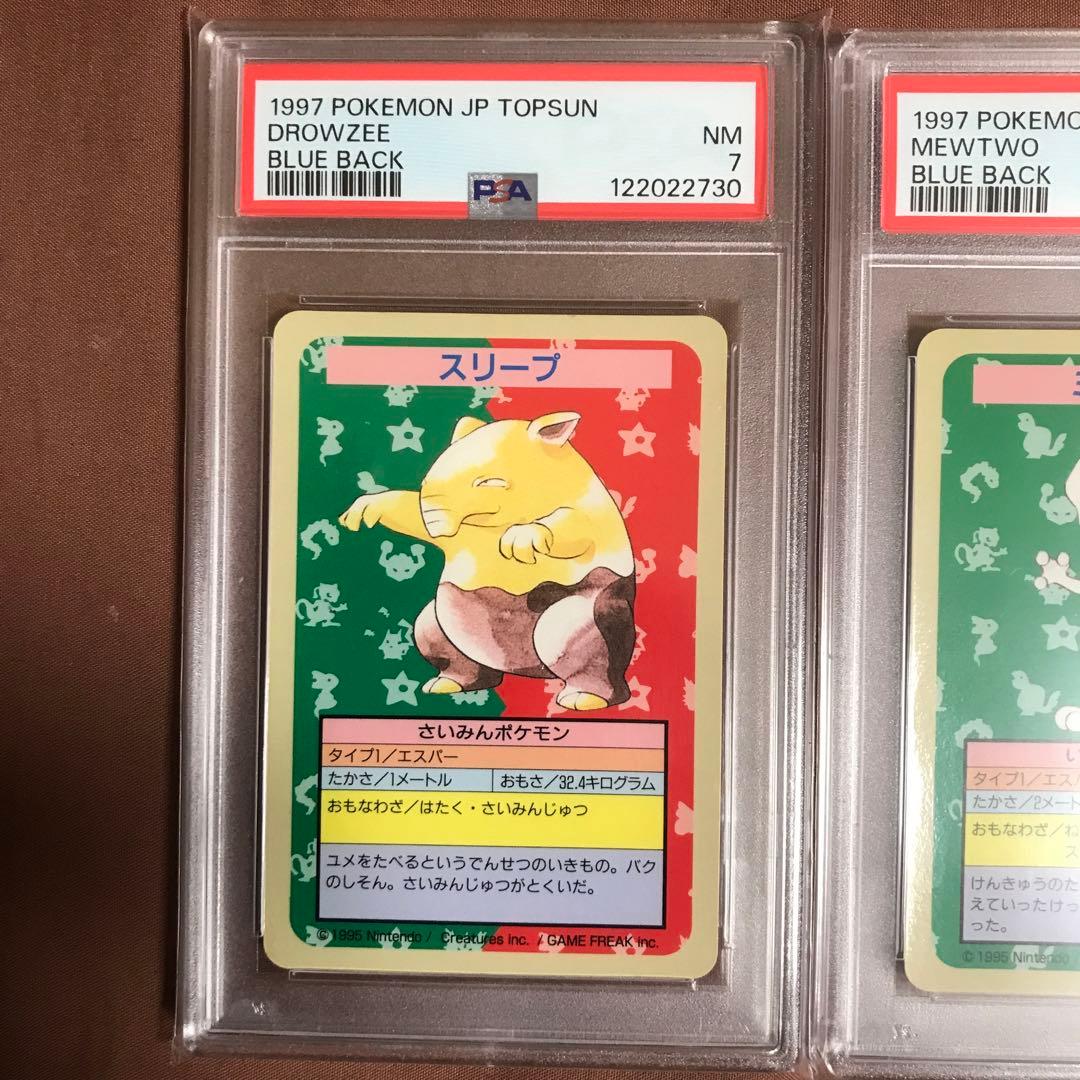 1997 POKEMON JP TOPSUN
DROWZEE NM
BLUE BACK 7
PSA 122022730
スリープ
さいみんポケモン
タイプ1/エスパー
たかさ/1メートル おもさ/32.4キログラム
おもなわざ/はたく・さいみんじゅつ
ユメをたべるというでんせつのいきもの。バク
のしそん。さいみんじゅつがとくいだ。
©1995 Nintendo / Creatures inc. / GAME FREAK inc.
1997 POKEMO
MEWTWO
BLUE BACK
タイプ1/エスパ
たかさ/2メート
おもなわざ/ね
ス
けんきゅうのた
えていったけっ
った。
©1995 Nintendo